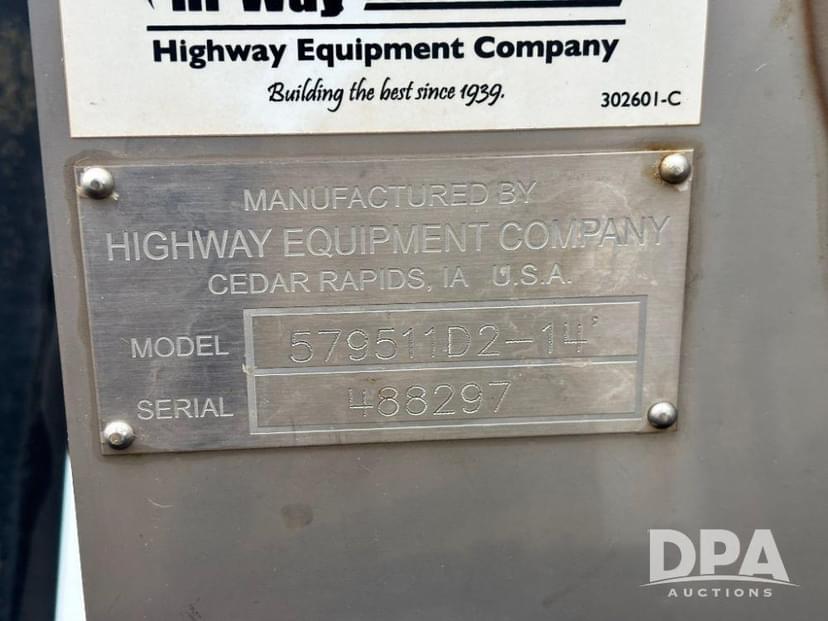 Highway Equipment Company
Building the best since 1939.
302601-C
MANUFACTURED BY
HIGHWAY EQUIPMENT COMPANY
CEDAR RAPIDS, IA U.S.A.
MODEL 579511D2-14'
SERIAL 488297
DPA
AUCTIONS